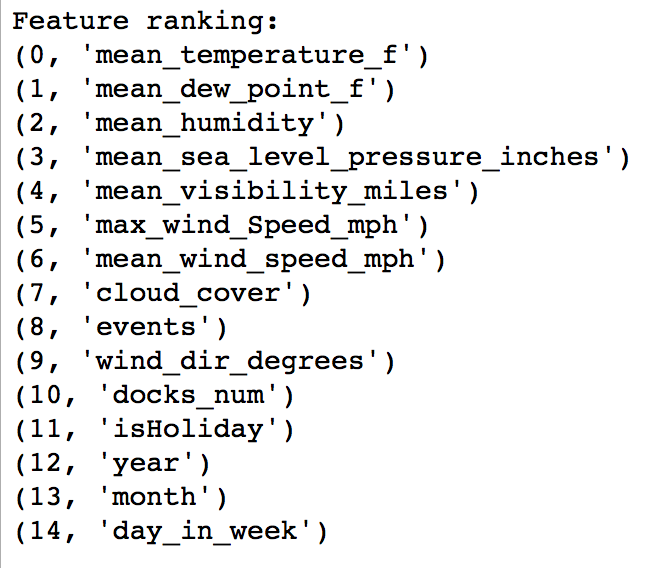 Feature ranking:
(0, 'mean_temperature_f')
(1, 'mean_dew_point_f')
(2, 'mean_humidity')
(3, 'mean_sea_level_pressure_inches')
(4, 'mean_visibility_miles')
(5, 'max_wind_Speed_mph')
(6, 'mean_wind_speed_mph')
(7, 'cloud_cover')
(8, 'events')
(9, 'wind_dir_degrees')
(10, 'docks_num')
(11, 'isHoliday')
(12, 'year')
(13, 'month')
(14, 'day_in_week')